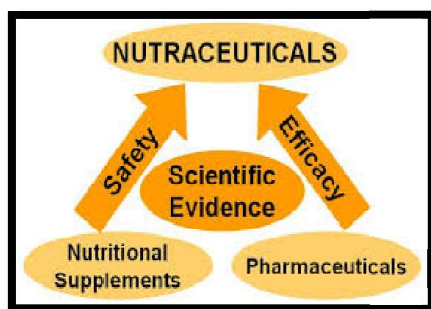 NUTRACEUTICALS
Safety
Efficacy
Scientific
Evidence
Nutritional
Supplements
Pharmaceuticals